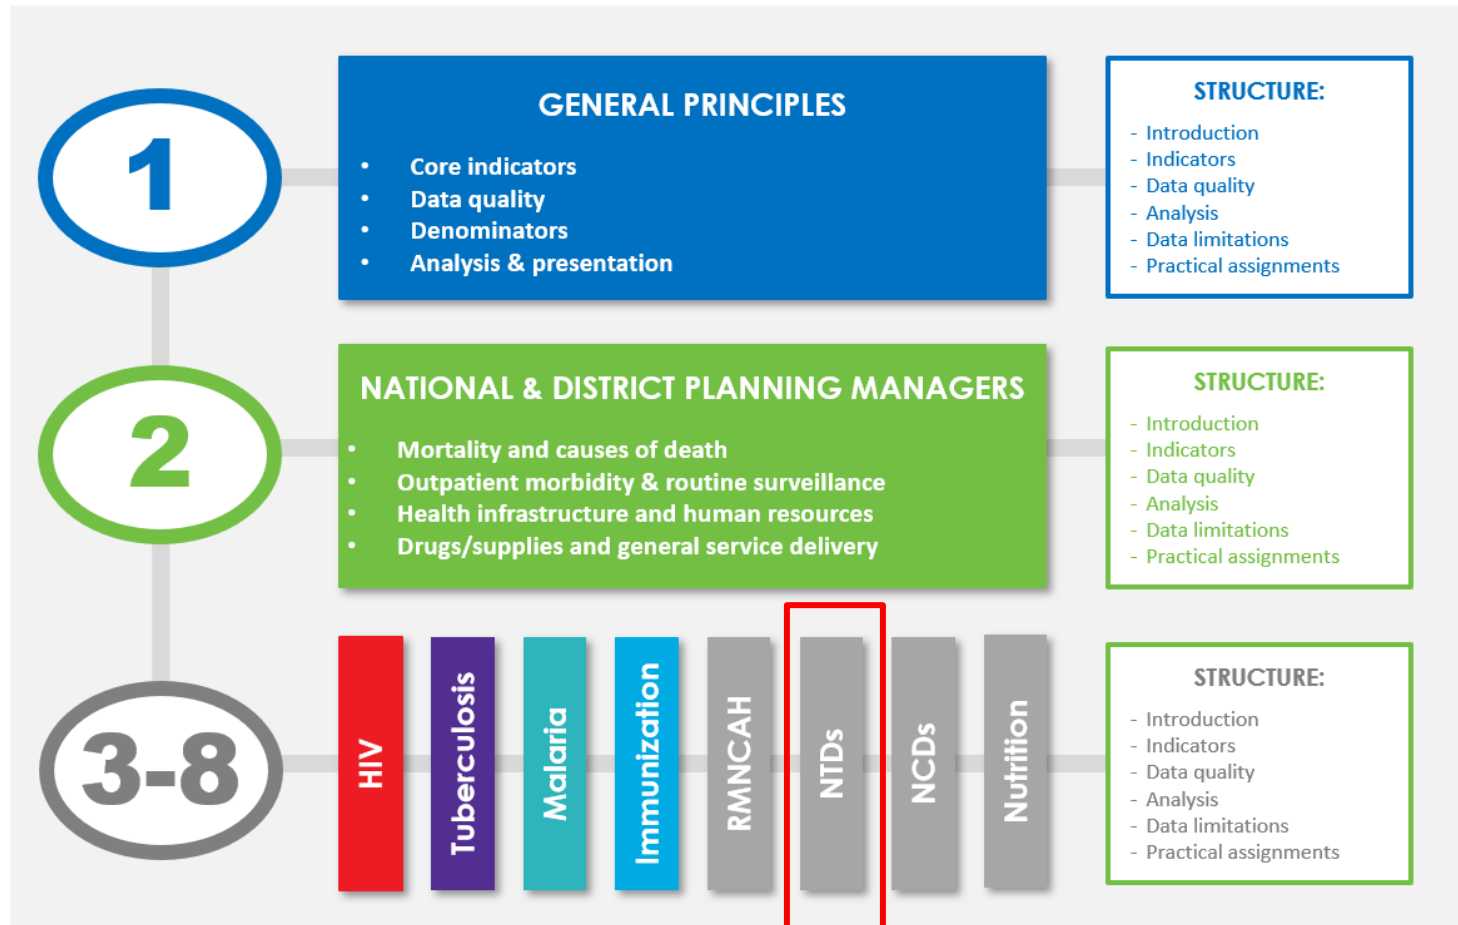 1
GENERAL PRINCIPLES
• Core indicators
• Data quality
• Denominators
• Analysis & presentation
STRUCTURE:
- Introduction
- Indicators
- Data quality
- Analysis
- Data limitations
- Practical assignments
2
NATIONAL & DISTRICT PLANNING MANAGERS
• Mortality and causes of death
• Outpatient morbidity & routine surveillance
• Health infrastructure and human resources
• Drugs/supplies and general service delivery
STRUCTURE:
- Introduction
- Indicators
- Data quality
- Analysis
- Data limitations
- Practical assignments
3-8
HIV
Tuberculosis
Malaria
Immunization
RMNCAH
NTDs
NCDs
Nutrition
STRUCTURE:
- Introduction
- Indicators
- Data quality
- Analysis
- Data limitations
- Practical assignments